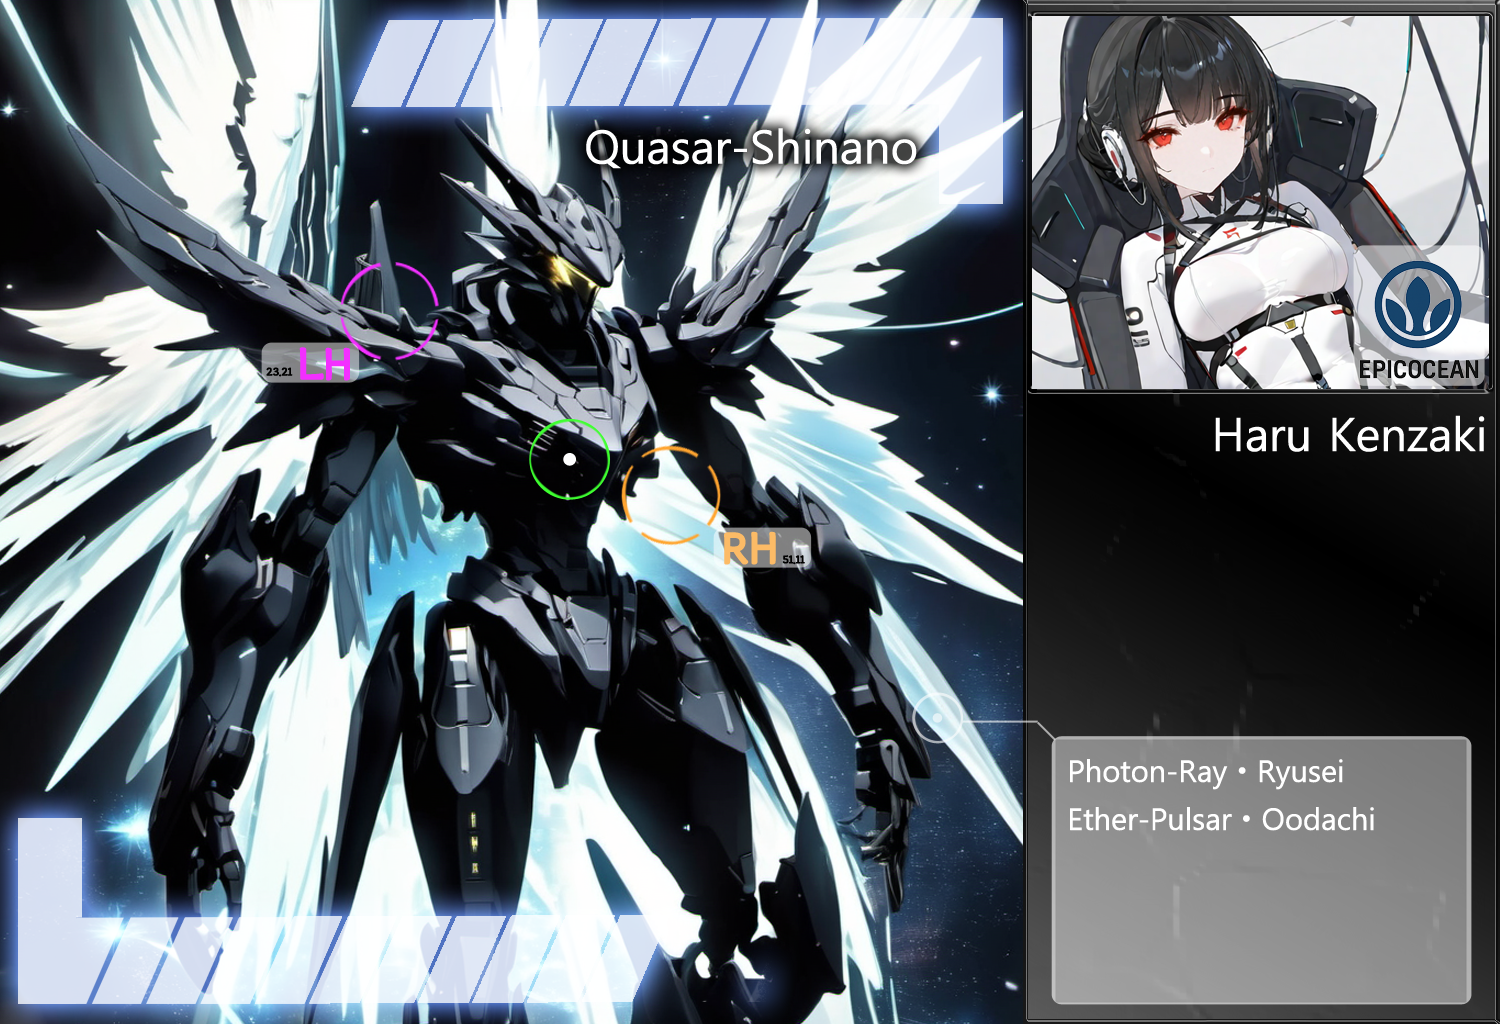 Quasar-Shinano
23,21 LH
RH 51,11
EPICOCEAN
Haru Kenzaki
Photon-Ray・Ryusei
Ether-Pulsar・Oodachi